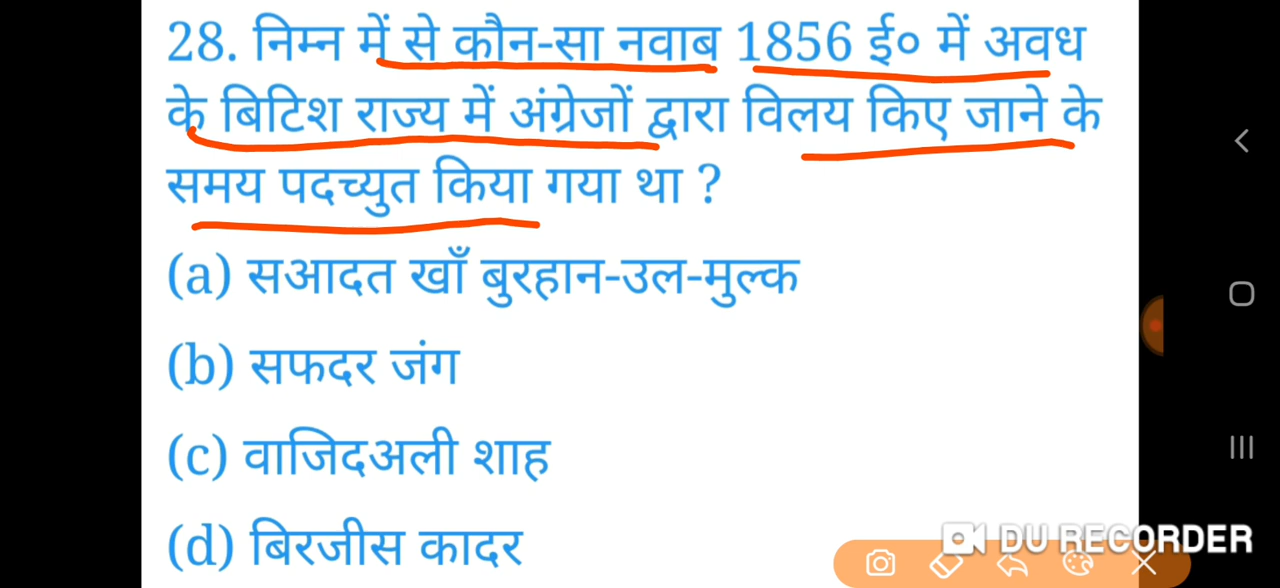 28. निम्न में से कौन-सा नवाब 1856 ई० में अवध
के बिटिश राज्य में अंग्रेजों द्वारा विलय किए जाने के
समय पदच्युत किया गया था ?
(a) सआदत खाँ बुरहान-उल-मुल्क
(b) सफदर जंग
(c) वाजिदअली शाह
(d) बिरजीस कादर
DU RECORDER